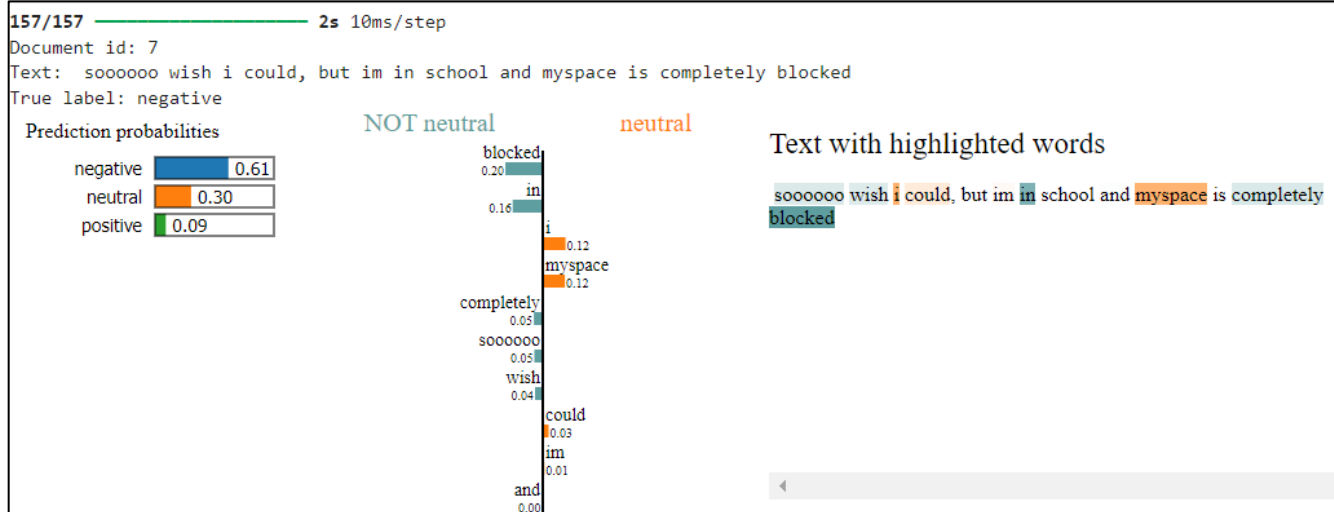 157/157 ━━━━━━━━━━━━━━━━━━━━ 2s 10ms/step
Document id: 7
Text:  soooooo wish i could, but im in school and myspace is completely blocked
True label: negative
Prediction probabilities
negative 0.61
neutral 0.30
positive 0.09
NOT neutral neutral
blocked
0.20
in
0.16
i
0.12
myspace
0.12
completely
0.05
soooooo
0.05
wish
0.04
could
0.03
im
0.01
and
0.00
Text with highlighted words
soooooo wish i could, but im in school and myspace is completely
blocked